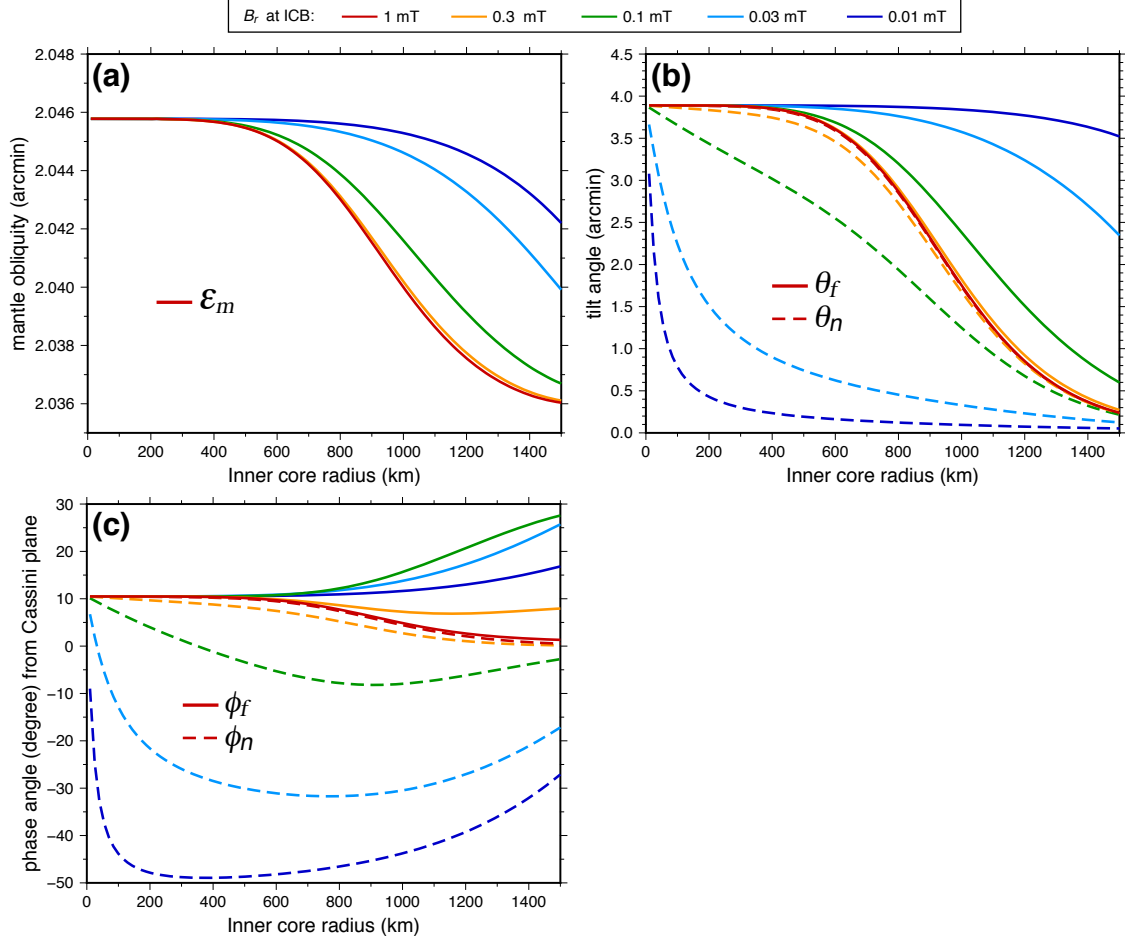 B_r at ICB: 1 mT 0.3 mT 0.1 mT 0.03 mT 0.01 mT
(a)
mantle obliquity (arcmin)
2.048
2.046
2.044
2.042
2.040
2.038
2.036
ε_m
0 200 400 600 800 1000 1200 1400
Inner core radius (km)
(b)
tilt angle (arcmin)
4.5
4.0
3.5
3.0
2.5
2.0
1.5
1.0
0.5
0.0
θ_f
θ_n
0 200 400 600 800 1000 1200 1400
Inner core radius (km)
(c)
phase angle (degree) from Cassini plane
30
20
10
0
-10
-20
-30
-40
-50
ϕ_f
ϕ_n
0 200 400 600 800 1000 1200 1400
Inner core radius (km)